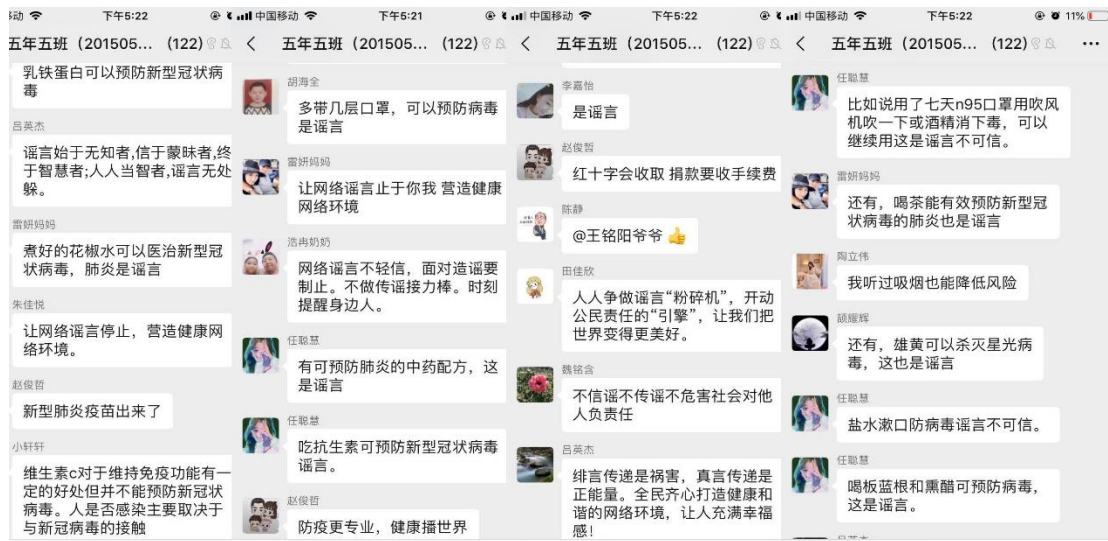 移动 下午5:22
五年五班（201505... （122）
乳铁蛋白可以预防新型冠状病
毒
吕英杰
谣言始于无知者,信于蒙昧者,终
于智慧者;人人当智者,谣言无处
躲。
雷妍妈妈
煮好的花椒水可以医治新型冠
状病毒，肺炎是谣言
朱佳悦
让网络谣言停止，营造健康网
络环境。
赵俊哲
新型肺炎疫苗出来了
小轩轩
维生素c对于维持免疫功能有一
定的好处但并不能预防新冠状
病毒。人是否感染主要取决于
与新冠病毒的接触
中国移动 下午5:21
五年五班（201505... （122）
胡海全
多带几层口罩，可以预防病毒
是谣言
雷妍妈妈
让网络谣言止于你我 营造健康
网络环境
浩冉奶奶
网络谣言不轻信，面对造谣要
制止。不做传谣接力棒。时刻
提醒身边人。
任聪慧
有可预防肺炎的中药配方，这
是谣言
任聪慧
吃抗生素可预防新型冠状病毒
谣言。
赵俊哲
防疫更专业，健康播世界
中国移动 下午5:22
五年五班（201505... （122）
李嘉怡
是谣言
赵俊哲
红十字会收取 捐款要收手续费
陈静
@王铭阳爷爷👍
田佳欣
人人争做谣言“粉碎机”，开动
公民责任的“引擎”，让我们把
世界变得更美好。
魏铭含
不信谣不传谣不危害社会对他
人负责任
吕英杰
绯言传递是祸害，真言传递是
正能量。全民齐心打造健康和
谐的网络环境，让人充满幸福
感！
中国移动 下午5:22 11%
五年五班（201505... （122） ...
任聪慧
比如说用了七天n95口罩用吹风
机吹一下或酒精消下毒，可以
继续用这是谣言不可信。
雷妍妈妈
还有，喝茶能有效预防新型冠
状病毒的肺炎也是谣言
陶立伟
我听过吸烟也能降低风险
颉耀辉
还有，雄黄可以杀灭星光病
毒，这也是谣言
任聪慧
盐水漱口防病毒谣言不可信。
任聪慧
喝板蓝根和熏醋可预防病毒，
这是谣言。